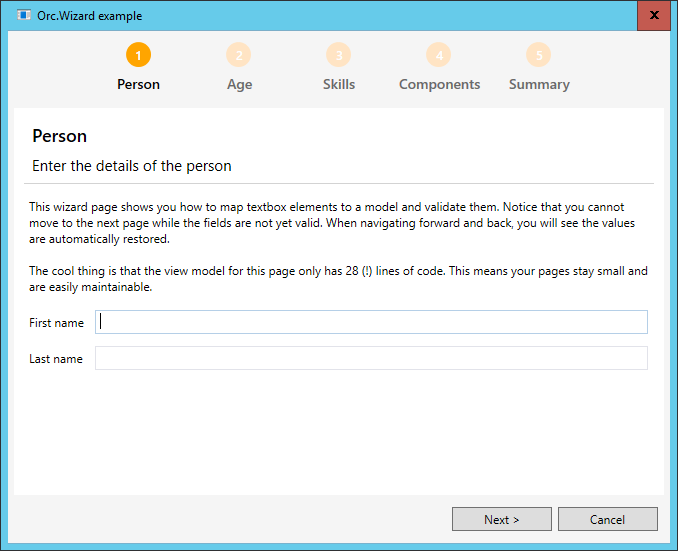 Orc.Wizard example
x
1 2 3 4 5
Person Age Skills Components Summary
Person
Enter the details of the person
This wizard page shows you how to map textbox elements to a model and validate them. Notice that you cannot
move to the next page while the fields are not yet valid. When navigating forward and back, you will see the values
are automatically restored.
The cool thing is that the view model for this page only has 28 (!) lines of code. This means your pages stay small and
are easily maintainable.
First name
Last name
Next > Cancel